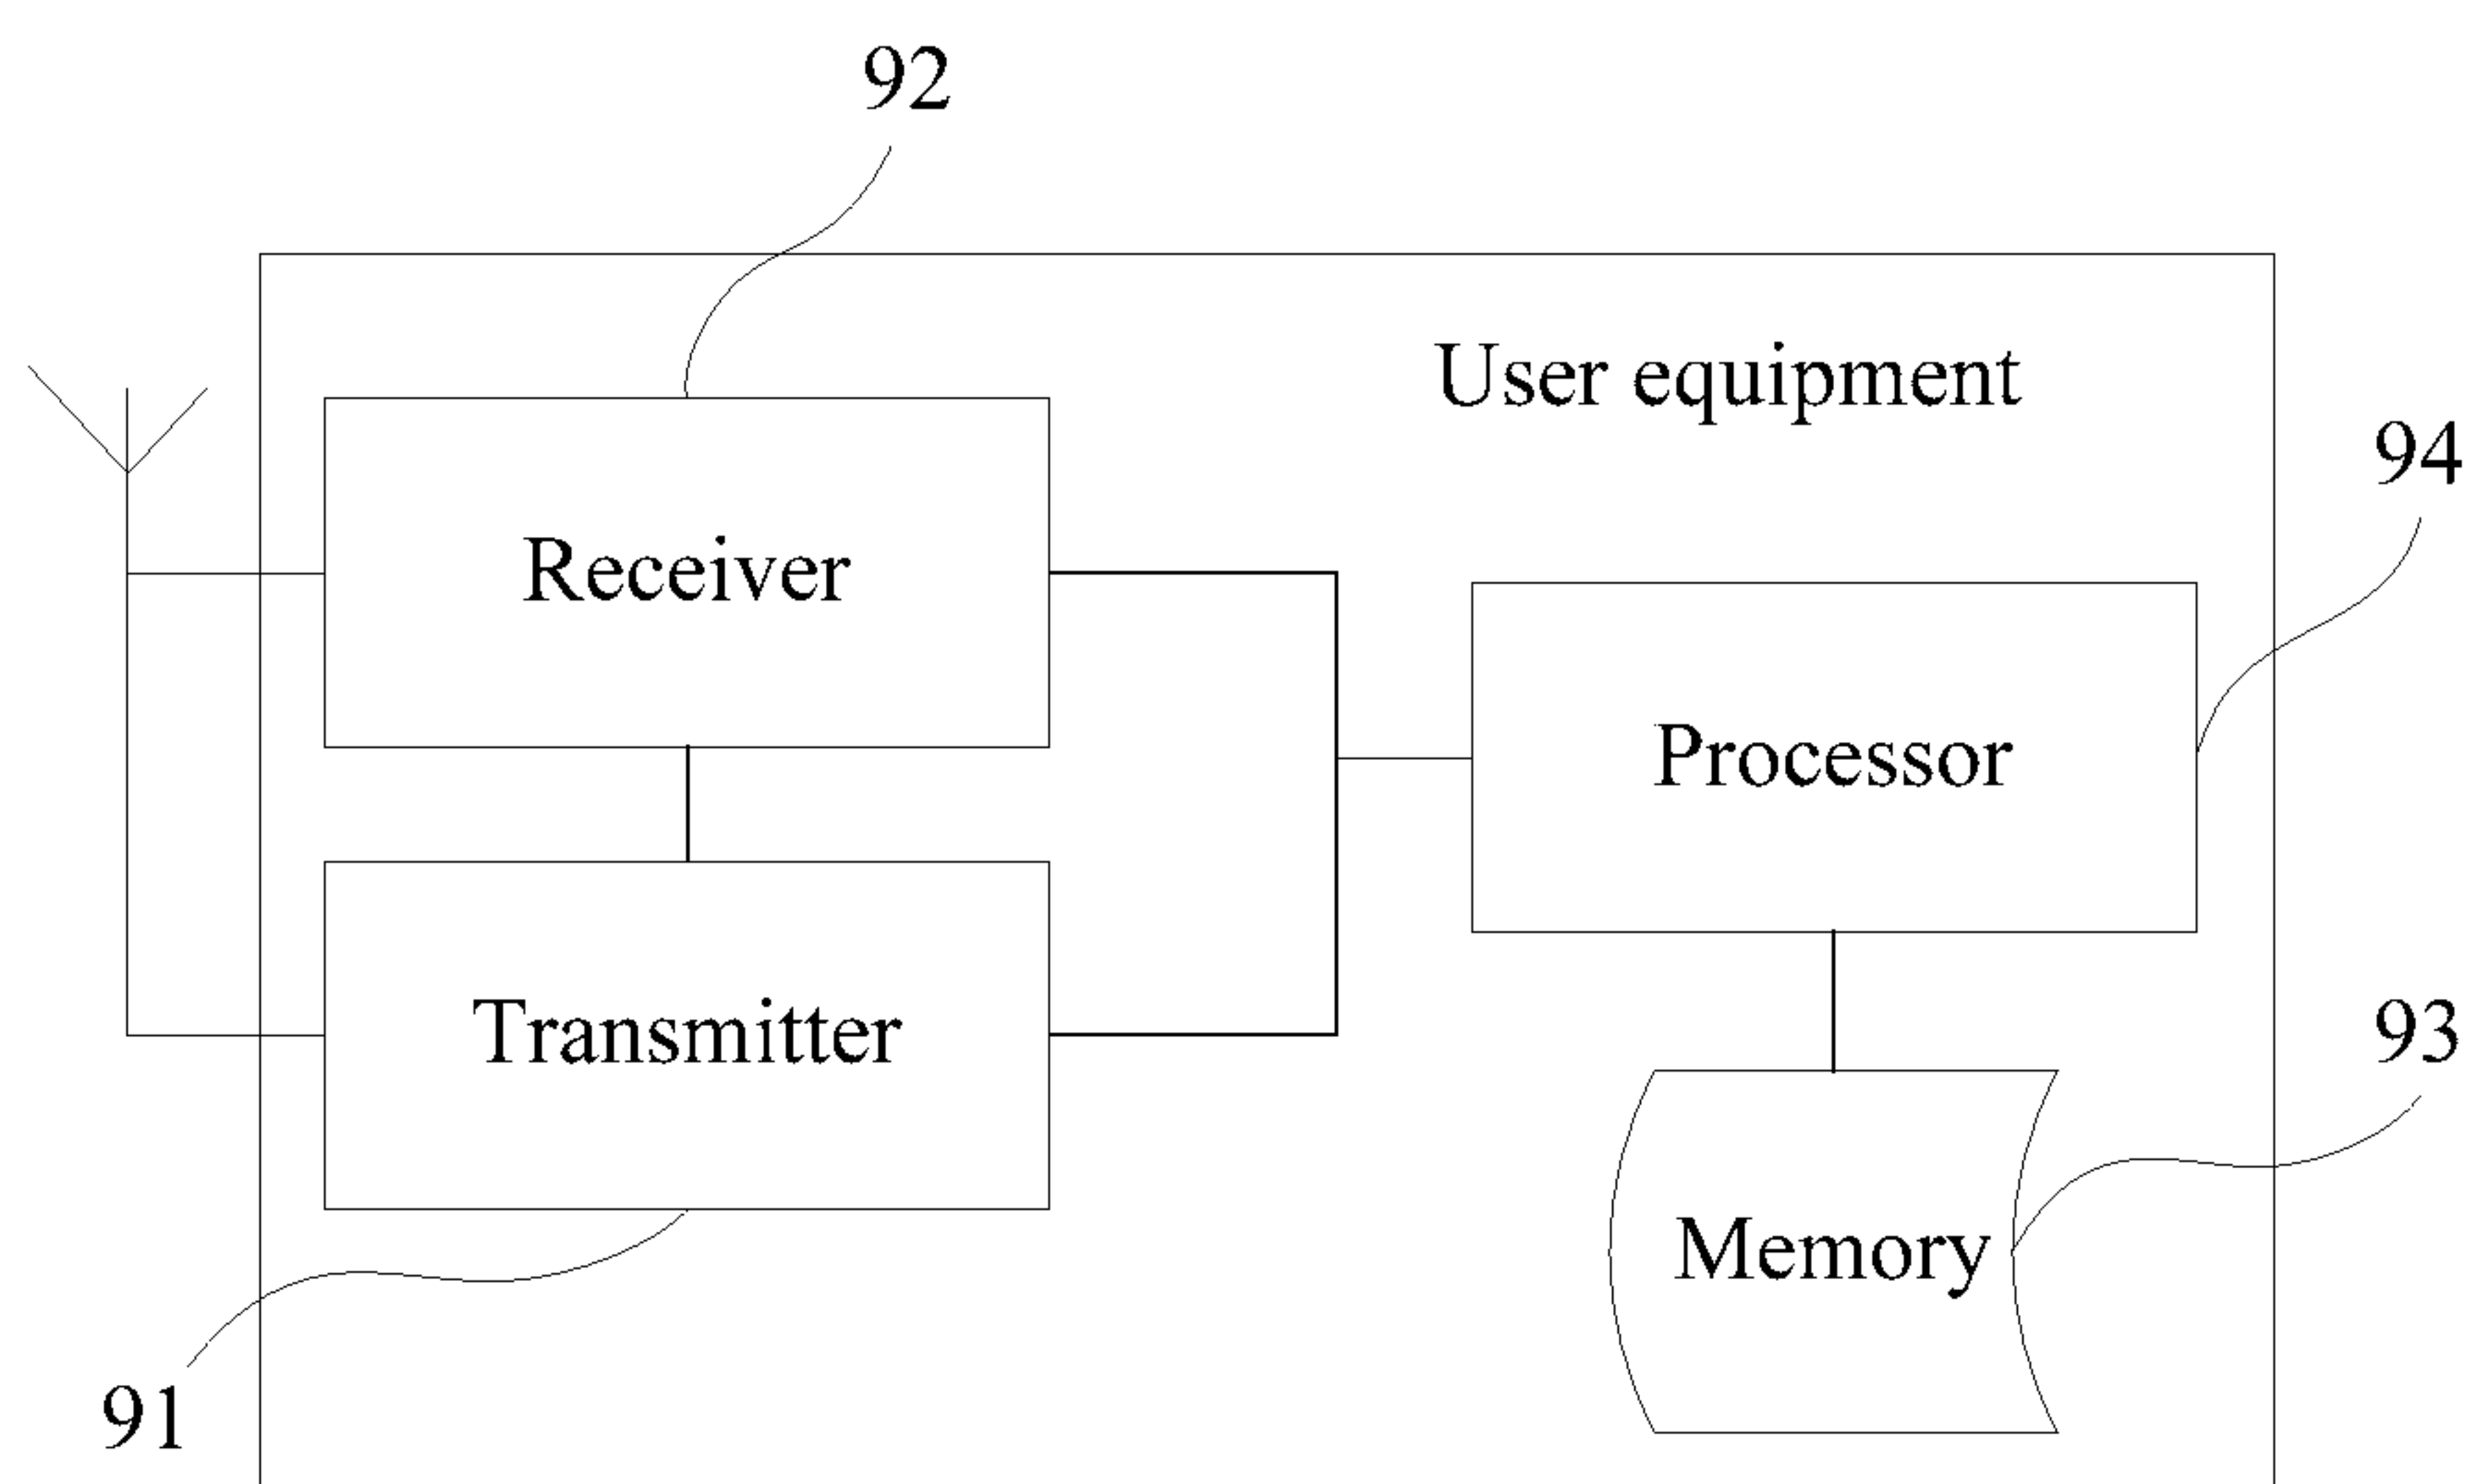 92
User equipment
94
Receiver
Processor
Transmitter
93
Memory
91